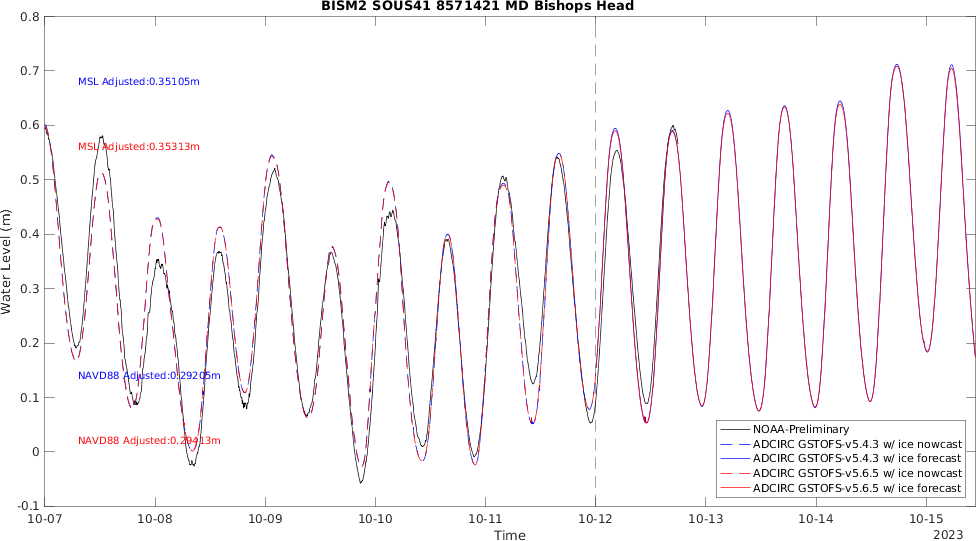 BISM2 SOUS41 8571421 MD Bishops Head
0.8
0.7
0.6
0.5
0.4
0.3
0.2
0.1
0
-0.1
Water Level (m)
MSL Adjusted:0.35105m
MSL Adjusted:0.35313m
NAVD88 Adjusted:0.29205m
NAVD88 Adjusted:0.29413m
NOAA-Preliminary
ADCIRC GSTOFS-v5.4.3 w/ ice nowcast
ADCIRC GSTOFS-v5.4.3 w/ ice forecast
ADCIRC GSTOFS-v5.6.5 w/ ice nowcast
ADCIRC GSTOFS-v5.6.5 w/ ice forecast
10-07 10-08 10-09 10-10 10-11 10-12 10-13 10-14 10-15
Time
2023